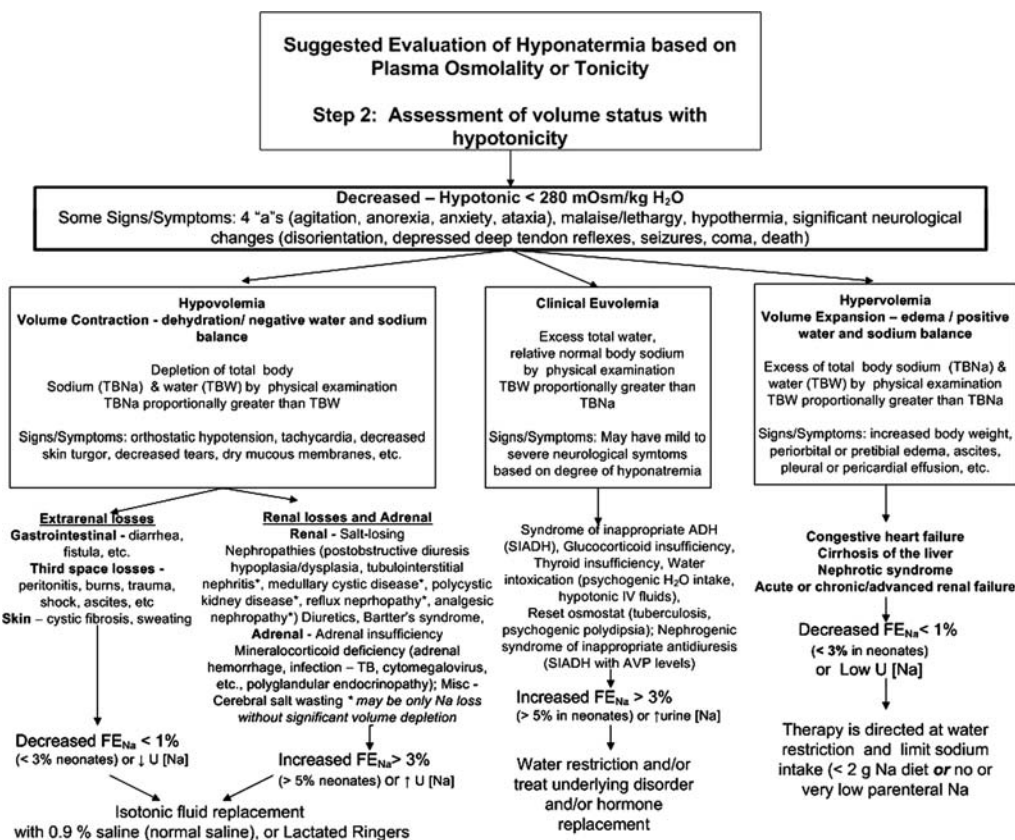 Suggested Evaluation of Hyponatermia based on
Plasma Osmolality or Tonicity
Step 2: Assessment of volume status with
hypotonicity
Decreased – Hypotonic < 280 mOsm/kg H₂O
Some Signs/Symptoms: 4 "a"s (agitation, anorexia, anxiety, ataxia), malaise/lethargy, hypothermia, significant neurological
changes (disorientation, depressed deep tendon reflexes, seizures, coma, death)
Hypovolemia
Volume Contraction - dehydration/ negative water and sodium
balance
Depletion of total body
Sodium (TBNa) & water (TBW) by physical examination
TBNa proportionally greater than TBW
Signs/Symptoms: orthostatic hypotension, tachycardia, decreased
skin turgor, decreased tears, dry mucous membranes, etc.
Clinical Euvolemia
Excess total water,
relative normal body sodium
by physical examination
TBW proportionally greater than
TBNa
Signs/Symptoms: May have mild to
severe neurological symtoms
based on degree of hyponatremia
Hypervolemia
Volume Expansion – edema / positive
water and sodium balance
Excess of total body sodium (TBNa) &
water (TBW) by physical examination
TBW proportionally greater than TBNa
Signs/Symptoms: increased body weight,
periorbital or pretibial edema, ascites,
pleural or pericardial effusion, etc.
Extrarenal losses
Gastrointestinal - diarrhea,
fistula, etc.
Third space losses -
peritonitis, burns, trauma,
shock, ascites, etc
Skin – cystic fibrosis, sweating
Decreased FENa < 1%
(< 3% neonates) or ↓ U [Na]
Renal losses and Adrenal
Renal - Salt-losing
Nephropathies (postobstructive diuresis
hypoplasia/dysplasia, tubulointerstitial
nephritis*, medullary cystic disease*, polycystic
kidney disease*, reflux neprhopathy*, analgesic
nephropathy*) Diuretics, Bartter's syndrome,
Adrenal - Adrenal insufficiency
Mineralocorticoid deficiency (adrenal
hemorrhage, infection – TB, cytomegalovirus,
etc., polyglandular endocrinopathy); Misc -
Cerebral salt wasting * may be only Na loss
without significant volume depletion
Increased FENa> 3%
(> 5% neonates) or ↑ U [Na]
Isotonic fluid replacement
with 0.9 % saline (normal saline), or Lactated Ringers
Syndrome of inappropriate ADH
(SIADH), Glucocorticoid insufficiency,
Thyroid insufficiency, Water
intoxication (psychogenic H₂O intake,
hypotonic IV fluids),
Reset osmostat (tuberculosis,
psychogenic polydipsia); Nephrogenic
syndrome of inappropriate antidiuresis
(SIADH with AVP levels)
Increased FENa > 3%
(> 5% in neonates) or ↑urine [Na]
Water restriction and/or
treat underlying disorder
and/or hormone
replacement
Congestive heart failure
Cirrhosis of the liver
Nephrotic syndrome
Acute or chronic/advanced renal failure
Decreased FENa< 1%
(< 3% in neonates)
or Low U [Na]
Therapy is directed at water
restriction and limit sodium
intake (< 2 g Na diet or no or
very low parenteral Na